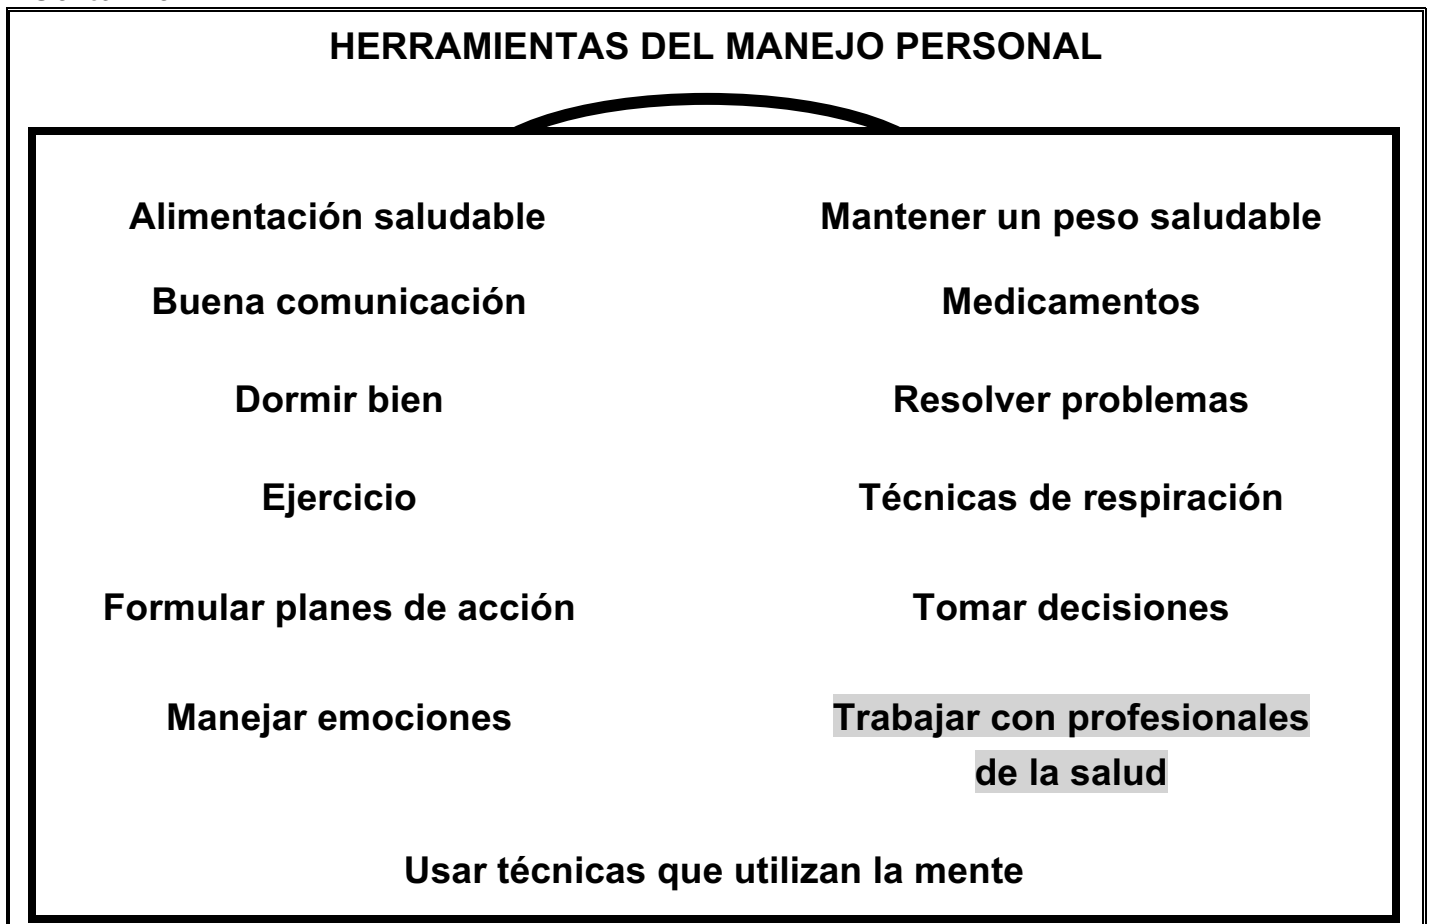 HERRAMIENTAS DEL MANEJO PERSONAL
Alimentación saludable
Mantener un peso saludable
Buena comunicación
Medicamentos
Dormir bien
Resolver problemas
Ejercicio
Técnicas de respiración
Formular planes de acción
Tomar decisiones
Manejar emociones
Trabajar con profesionales
de la salud
Usar técnicas que utilizan la mente